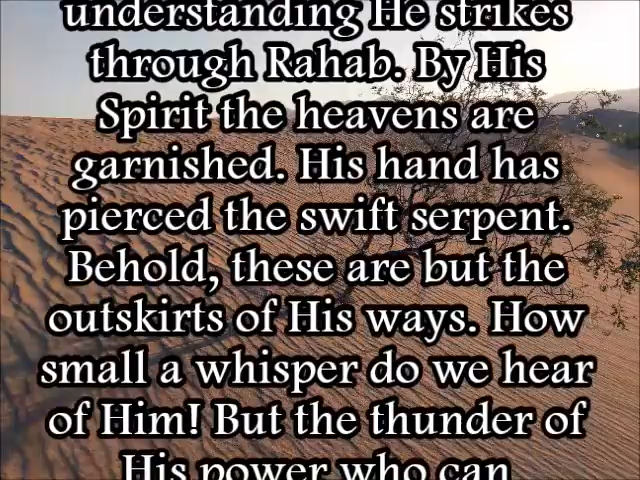 understanding He strikes
through Rahab. By His
Spirit the heavens are
garnished. His hand has
pierced the swift serpent.
Behold, these are but the
outskirts of His ways. How
small a whisper do we hear
of Him! But the thunder of
His power who can